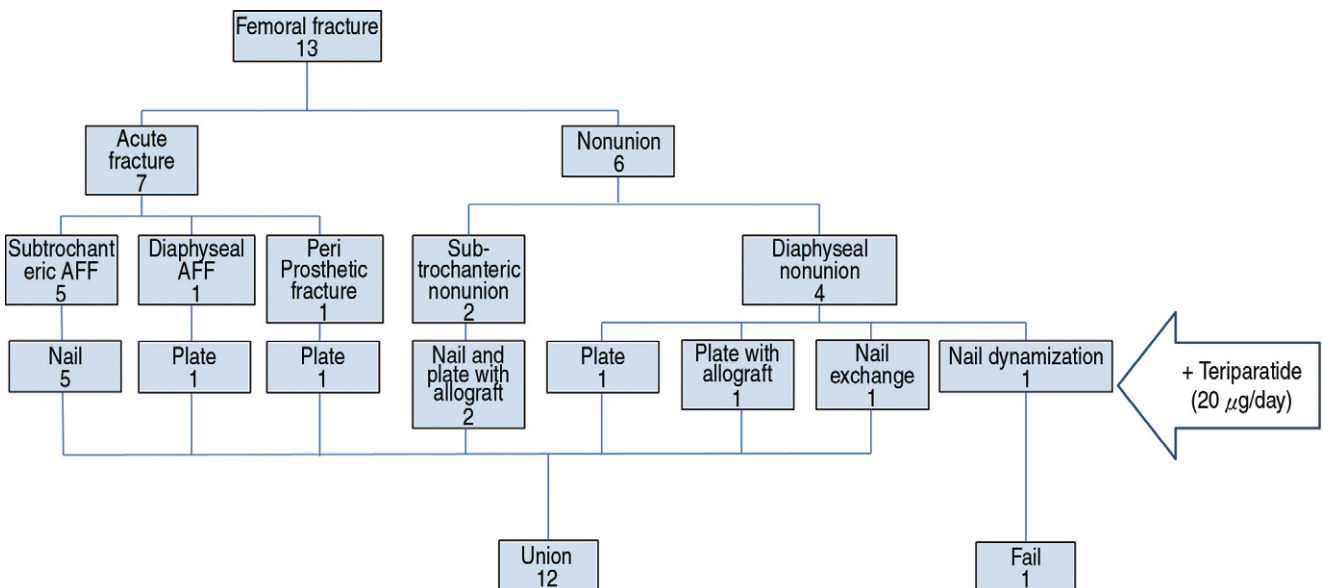 Femoral fracture
13
Acute
fracture
7
Nonunion
6
Subtrochant
eric AFF
5
Diaphyseal
AFF
1
Peri
Prosthetic
fracture
1
Sub-
trochanteric
nonunion
2
Diaphyseal
nonunion
4
Nail
5
Plate
1
Plate
1
Nail and
plate with
allograft
2
Plate
1
Plate with
allograft
1
Nail
exchange
1
Nail dynamization
1
+ Teriparatide
(20 μg/day)
Union
12
Fail
1